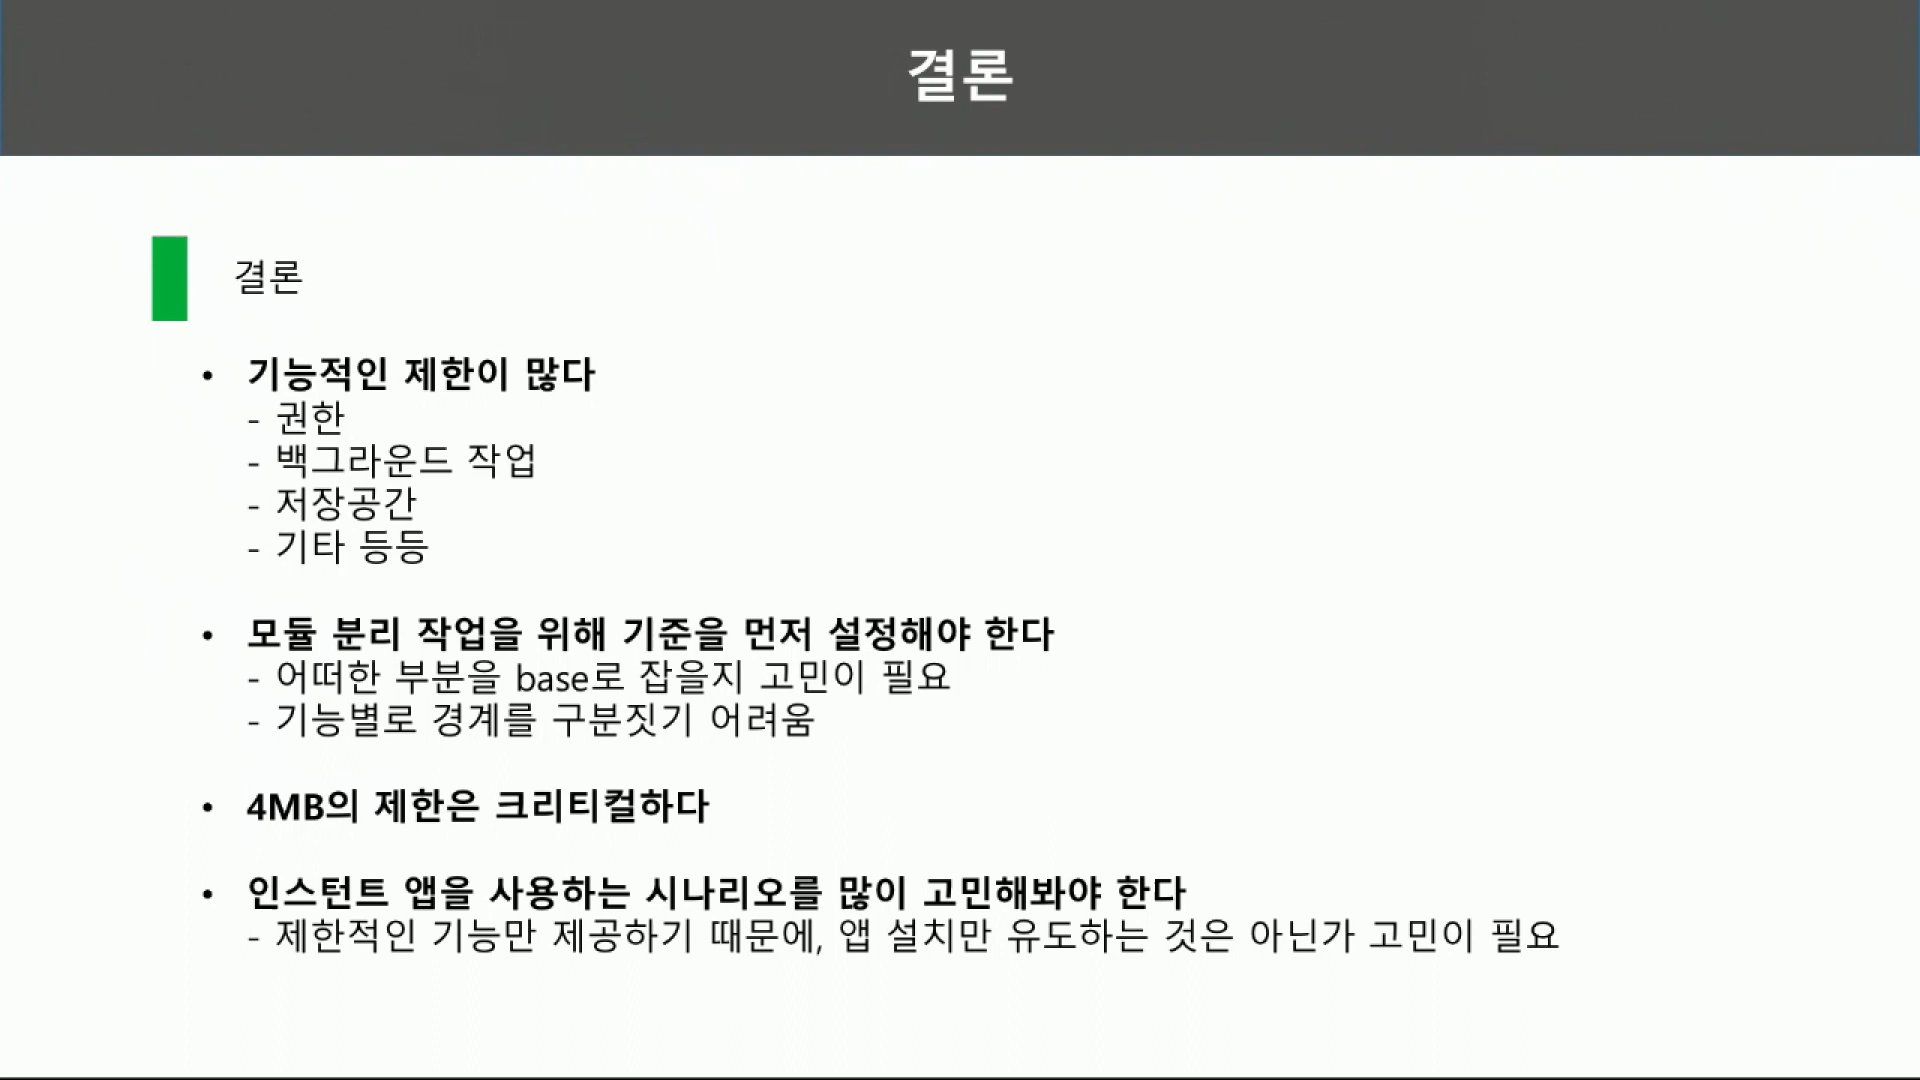 결론
결론
• 기능적인 제한이 많다
- 권한
- 백그라운드 작업
- 저장공간
- 기타 등등
• 모듈 분리 작업을 위해 기준을 먼저 설정해야 한다
- 어떠한 부분을 base로 잡을지 고민이 필요
- 기능별로 경계를 구분짓기 어려움
• 4MB의 제한은 크리티컬하다
• 인스턴트 앱을 사용하는 시나리오를 많이 고민해봐야 한다
- 제한적인 기능만 제공하기 때문에, 앱 설치만 유도하는 것은 아닌가 고민이 필요